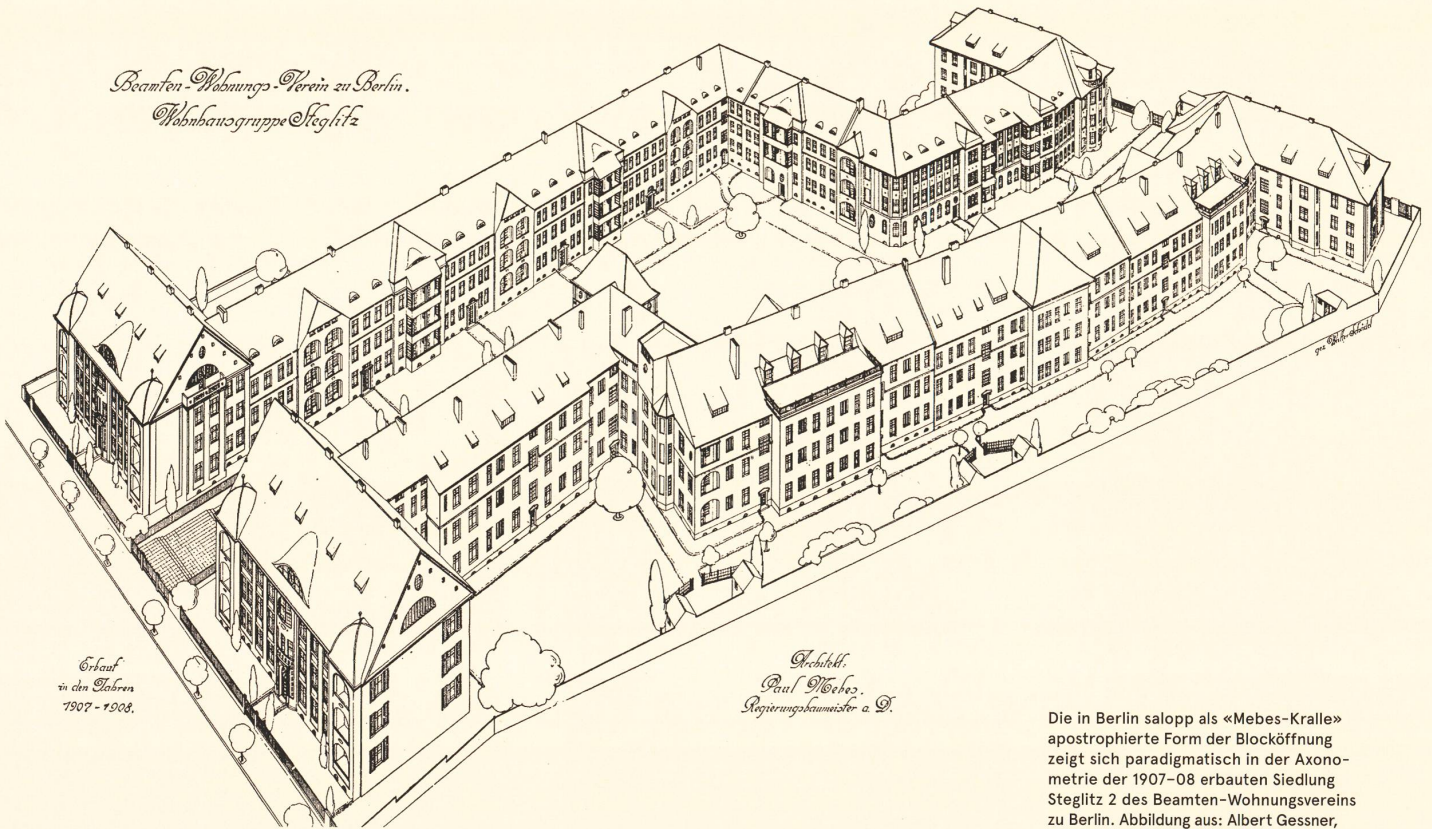 Beamten-Wohnungs-Verein zu Berlin.
Wohnhausgruppe Steglitz
Erbaut
in den Jahren
1907-1908.
Architekt:
Paul Mebes.
Regierungsbaumeister a. D.
gez.
Die in Berlin salopp als «Mebes-Kralle»
apostrophierte Form der Blocköffnung
zeigt sich paradigmatisch in der Axono-
metrie der 1907–08 erbauten Siedlung
Steglitz 2 des Beamten-Wohnungsvereins
zu Berlin. Abbildung aus: Albert Gessner,